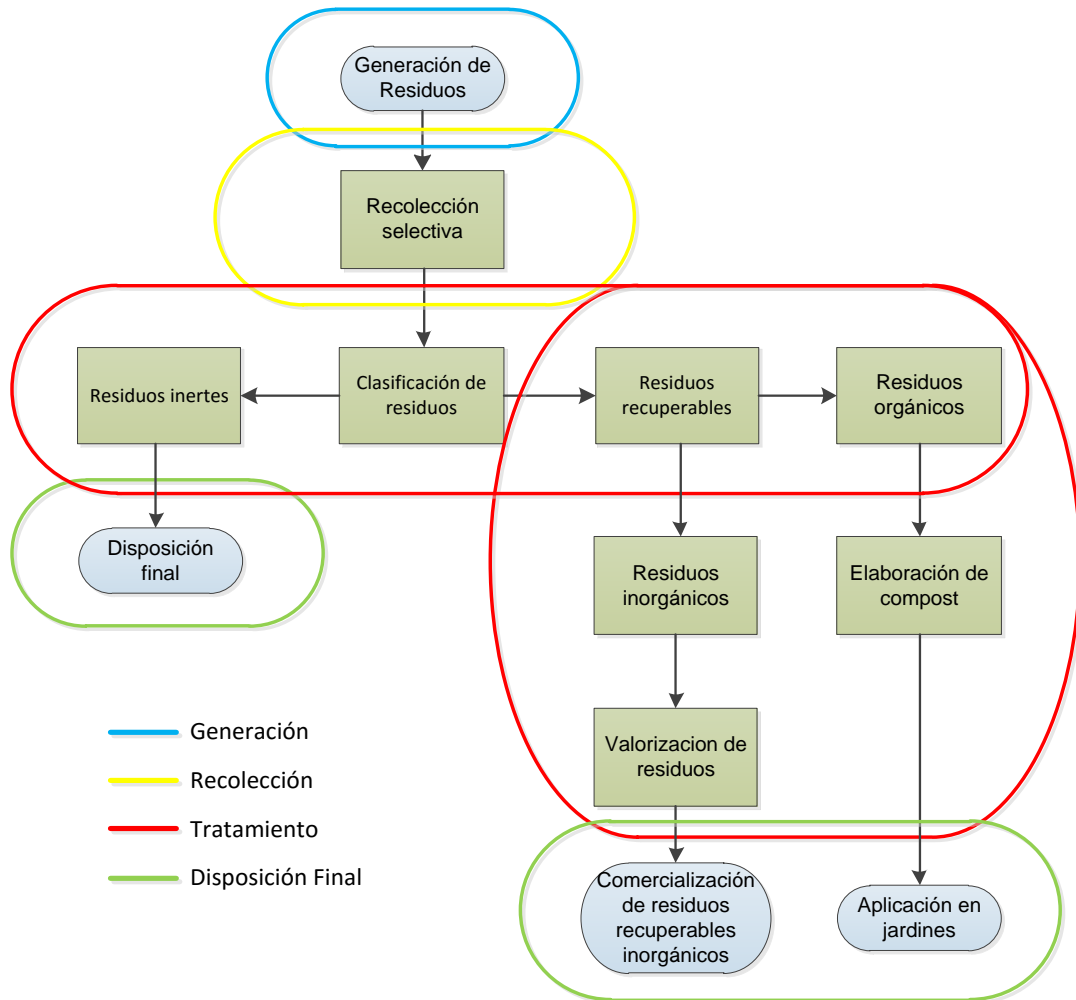 Generación de
Residuos
Recolección
selectiva
Residuos inertes
Clasificación de
residuos
Residuos
recuperables
Residuos
orgánicos
Disposición
final
Residuos
inorgánicos
Elaboración de
compost
Valorizacion de
residuos
Generación
Recolección
Tratamiento
Disposición Final
Comercialización
de residuos
recuperables
inorgánicos
Aplicación en
jardines